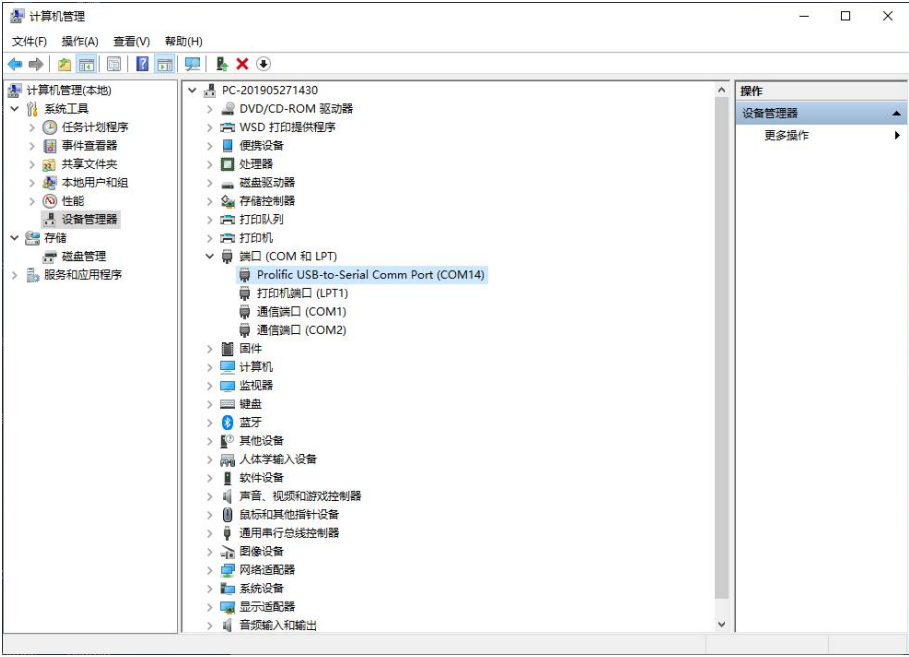 计算机管理
文件(F) 操作(A) 查看(V) 帮助(H)
计算机管理(本地)
系统工具
任务计划程序
事件查看器
共享文件夹
本地用户和组
性能
设备管理器
存储
磁盘管理
服务和应用程序
PC-201905271430
DVD/CD-ROM 驱动器
WSD 打印提供程序
便携设备
处理器
磁盘驱动器
存储控制器
打印队列
打印机
端口 (COM 和 LPT)
Prolific USB-to-Serial Comm Port (COM14)
打印机端口 (LPT1)
通信端口 (COM1)
通信端口 (COM2)
固件
计算机
监视器
键盘
蓝牙
其他设备
人体学输入设备
软件设备
声音、视频和游戏控制器
鼠标和其他指针设备
通用串行总线控制器
图像设备
网络适配器
系统设备
显示适配器
音频输入和输出
操作
设备管理器
更多操作